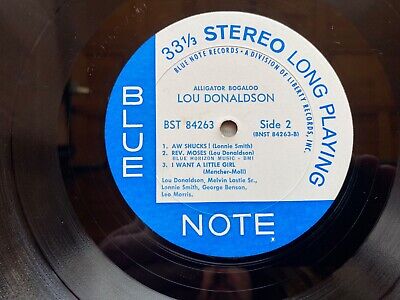 33⅓ STEREO LONG PLAYING
BLUE NOTE RECORDS • A DIVISION OF LIBERTY RECORDS, INC.
BLUE
ALLIGATOR BOGALOO
LOU DONALDSON
BST 84263 Side 2
(BNST 84263-B)
1. AW SHUCKS! (Lonnie Smith)
2. REV. MOSES (Lou Donaldson)
BLUE HORIZON MUSIC - BMI
3. I WANT A LITTLE GIRL
(Mencher-Moll)
Lou Donaldson, Melvin Lastie Sr.,
Lonnie Smith, George Benson,
Leo Morris.
NOTE